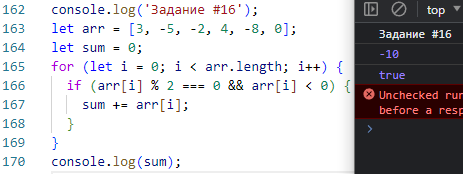 162 console.log('Задание #16');
163 let arr = [3, -5, -2, 4, -8, 0];
164 let sum = 0;
165 for (let i = 0; i < arr.length; i++) {
166 if (arr[i] % 2 === 0 && arr[i] < 0) {
167 sum += arr[i];
168 }
169 }
170 console.log(sum);
top
Задание #16
-10
true
Unchecked run
before a resp